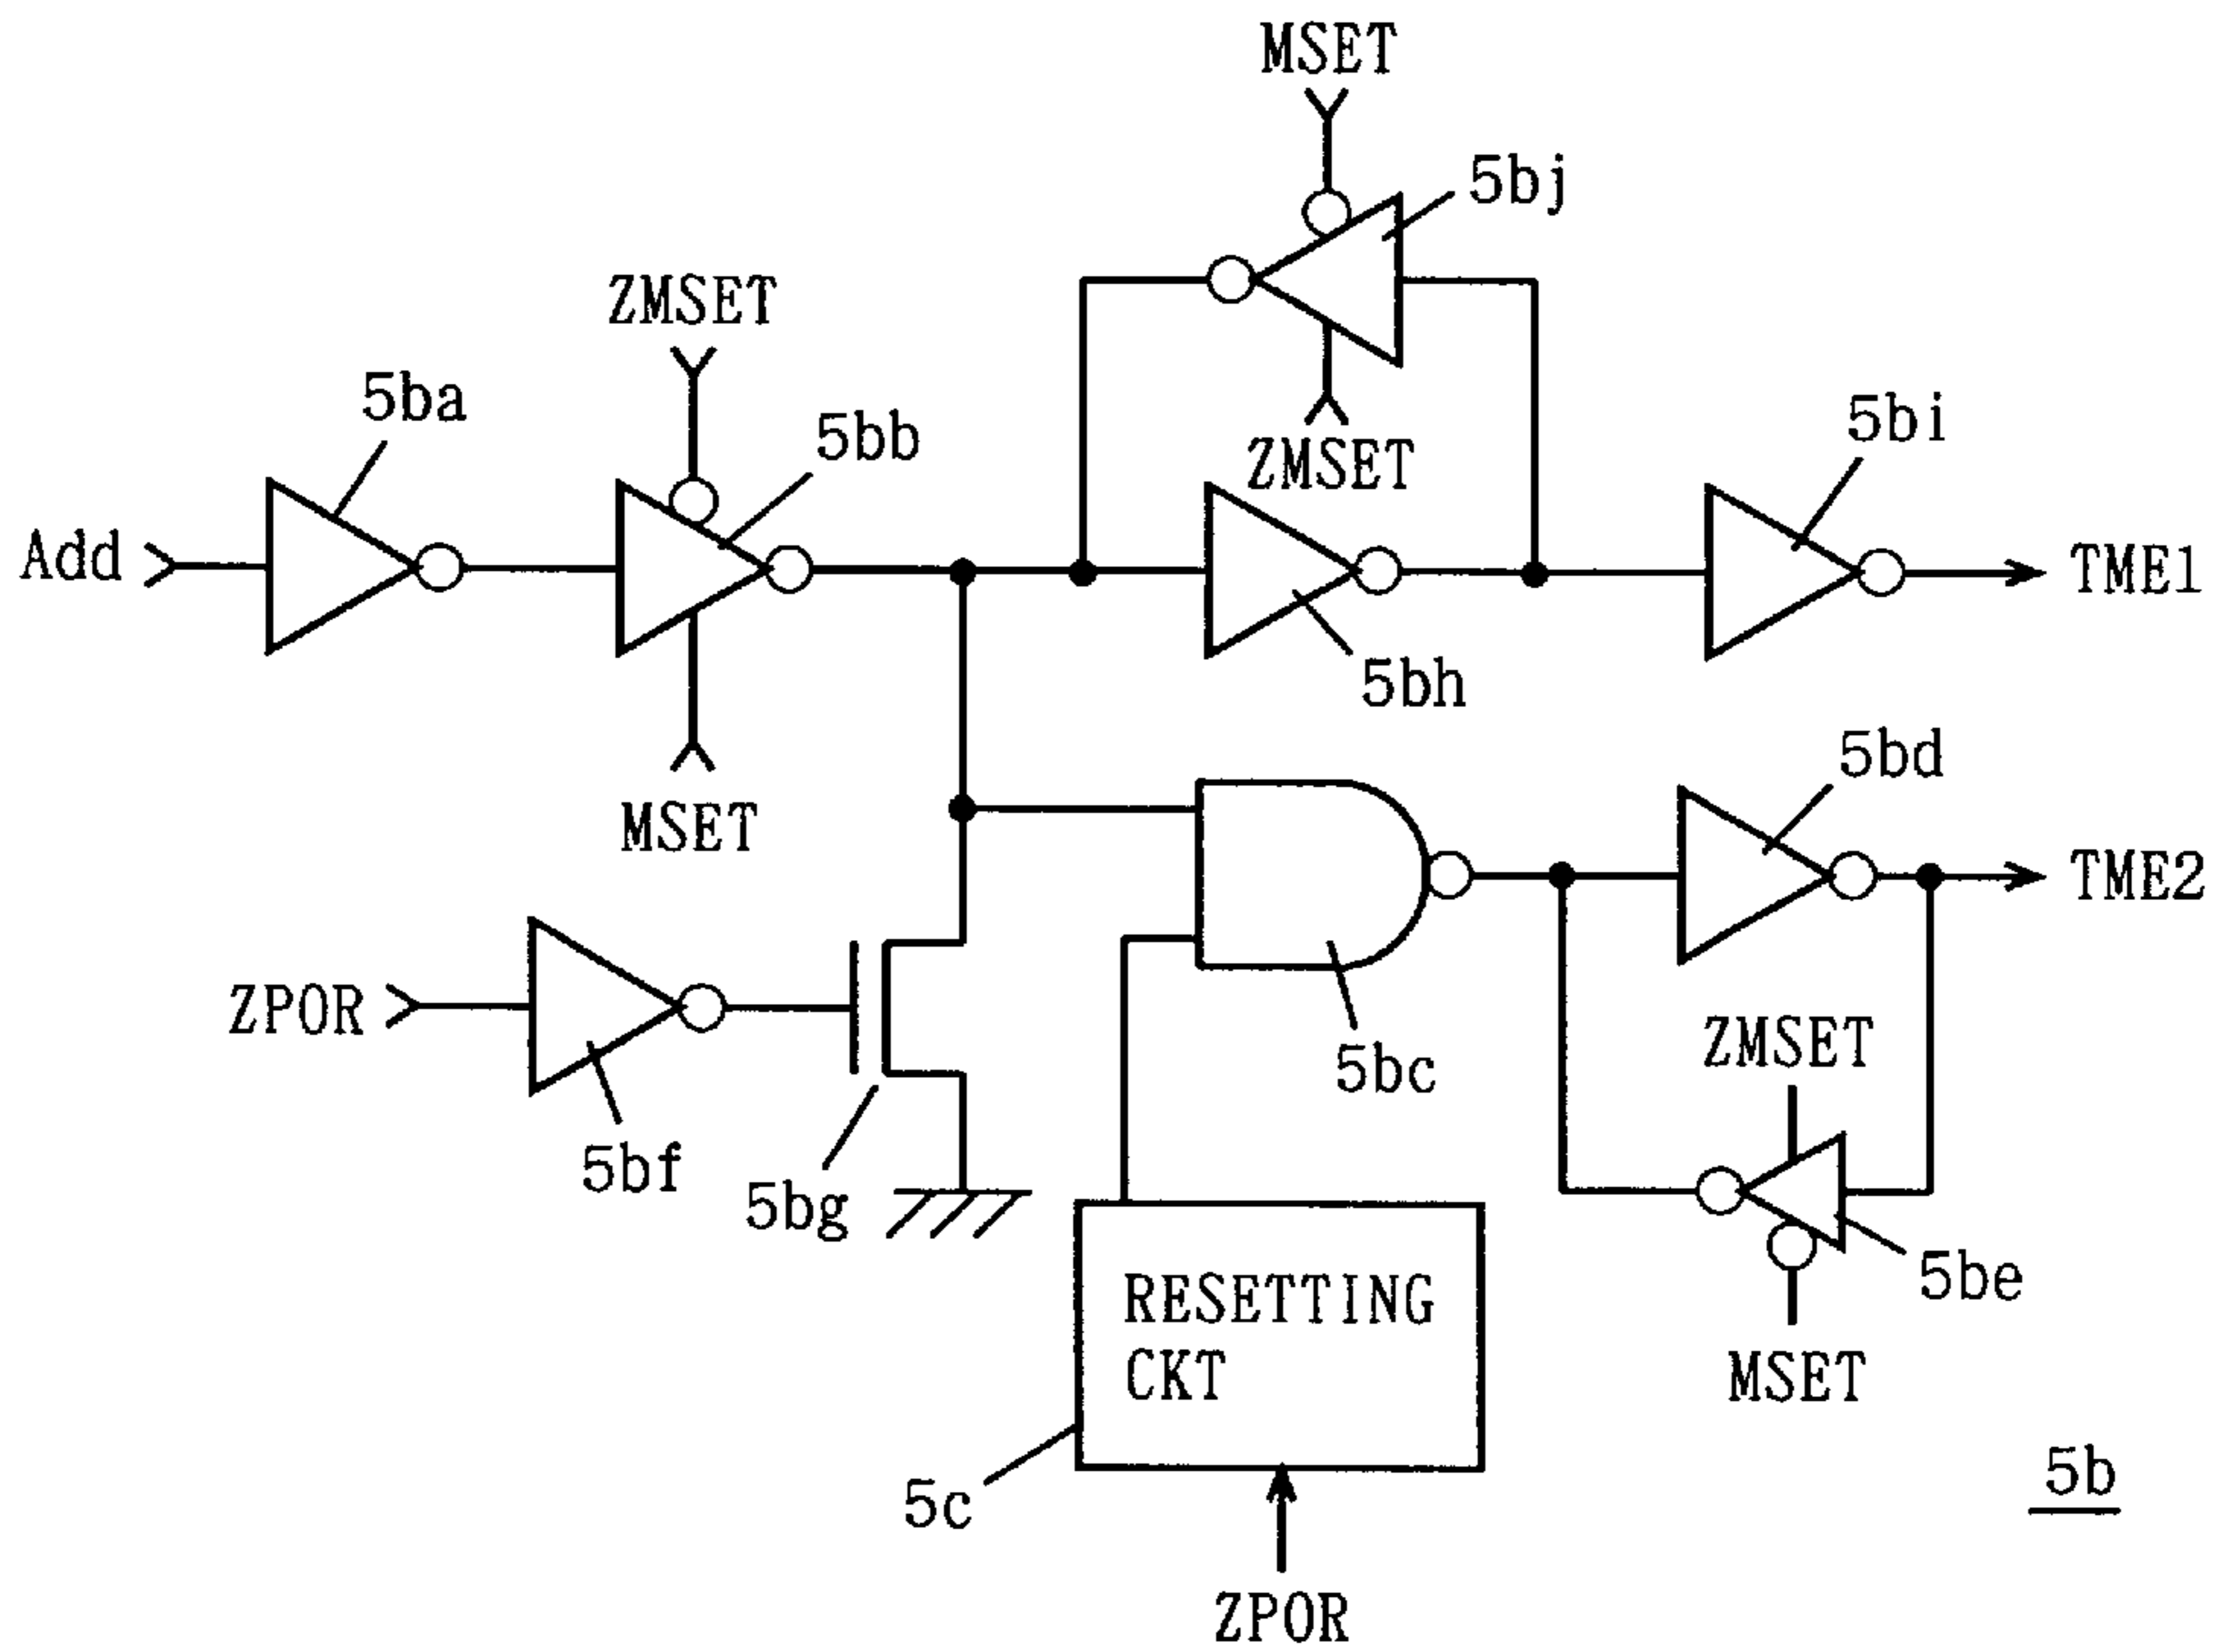 MSET
5bj
ZMSET
5ba
5bb
5bi
ZMSET
Add
TME1
5bh
5bd
MSET
TME2
ZPOR
ZMSET
5bc
5bf
5bg
5be
RESETTING
CKT
MSET
5b
5c
ZPOR